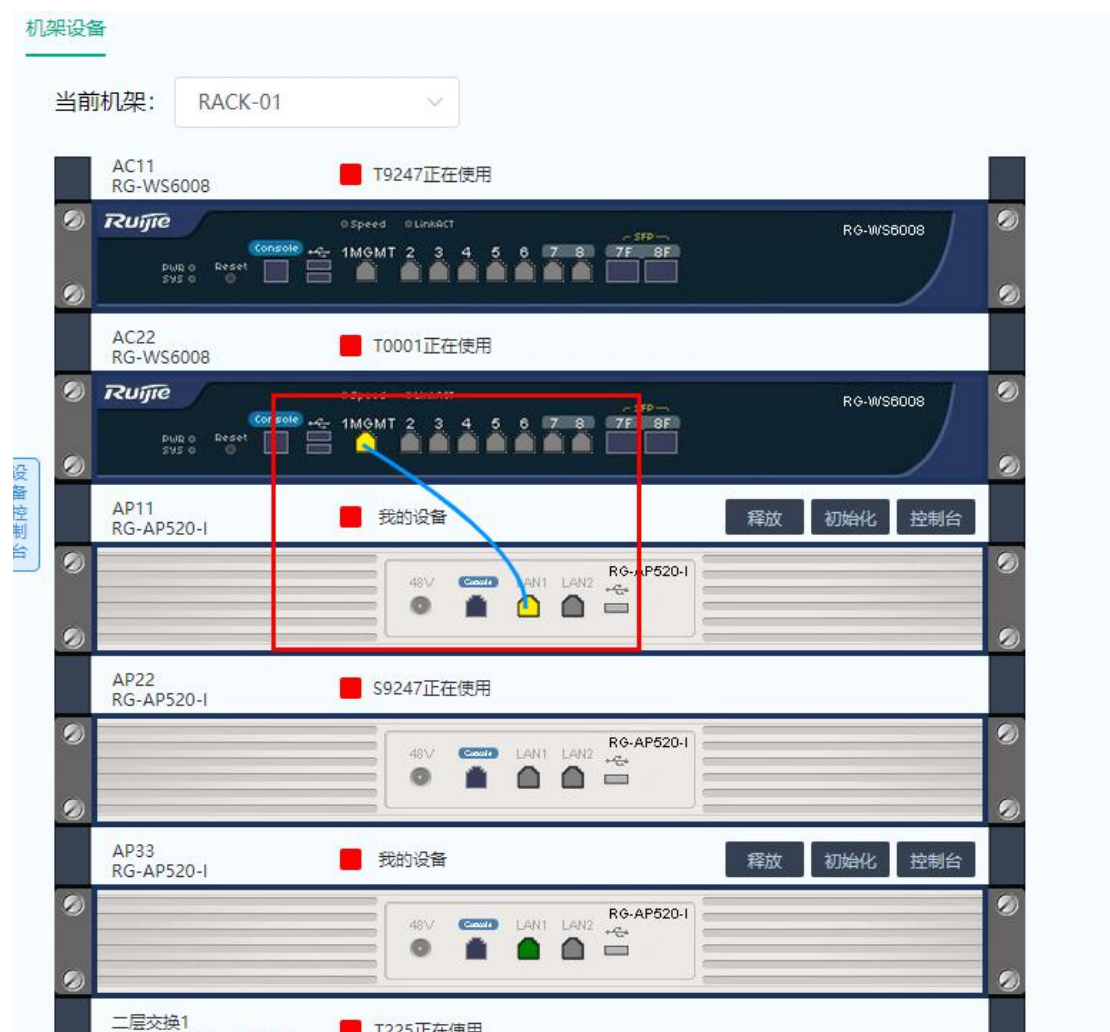 机架设备
当前机架： RACK-01
AC11
RG-WS6008
T9247正在使用
Ruijie
Speed LinkACT
RG-WS6008
SFP
Console 1MGMT 2 3 4 5 6 7 8 7F 8F
PWR Reset
SYS
AC22
RG-WS6008
T0001正在使用
Ruijie
RG-WS6008
SFP
Console 1MGMT 2 3 4 5 6 7 8 7F 8F
PWR Reset
SYS
设备控制台
AP11
RG-AP520-I
我的设备
释放 初始化 控制台
RG-AP520-I
48V Console LAN1 LAN2
AP22
RG-AP520-I
S9247正在使用
RG-AP520-I
48V Console LAN1 LAN2
AP33
RG-AP520-I
我的设备
释放 初始化 控制台
RG-AP520-I
48V Console LAN1 LAN2
二层交换1
T225正在使用